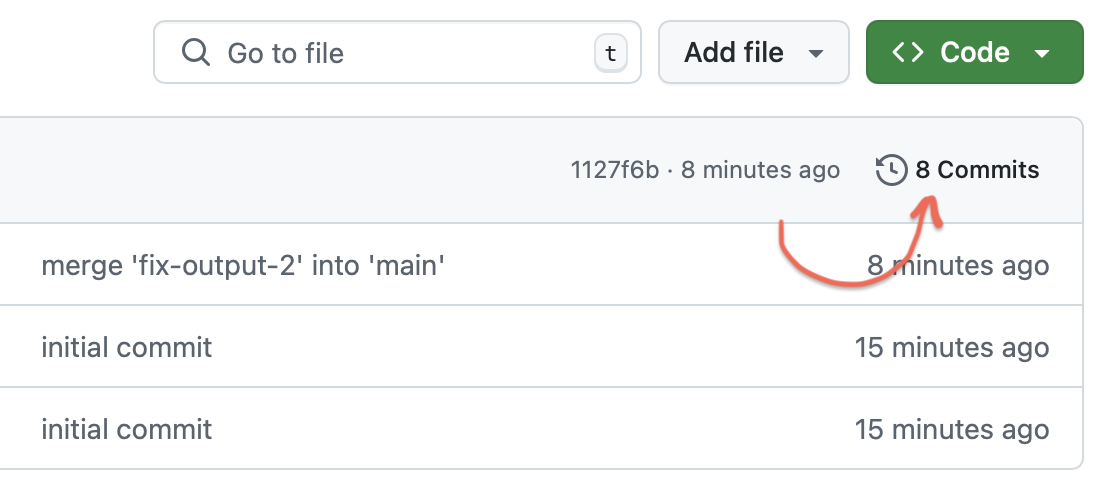 Go to file t Add file Code
1127f6b · 8 minutes ago 8 Commits
merge 'fix-output-2' into 'main' 8 minutes ago
initial commit 15 minutes ago
initial commit 15 minutes ago